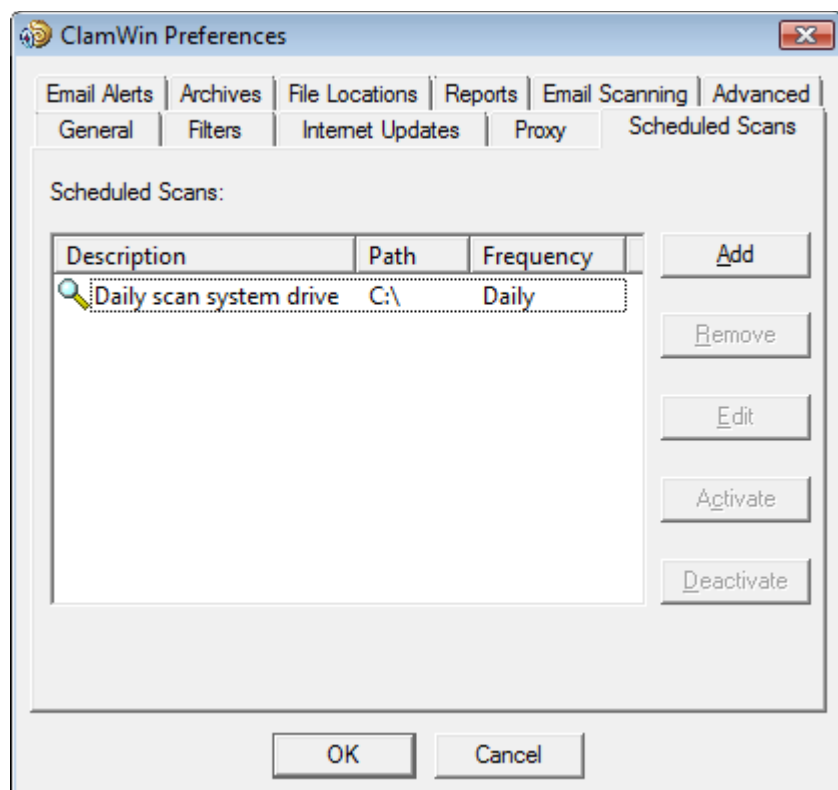 ClamWin Preferences
Email Alerts Archives File Locations Reports Email Scanning Advanced
General Filters Internet Updates Proxy Scheduled Scans
Scheduled Scans:
Description Path Frequency
Daily scan system drive C:\ Daily
Add
Remove
Edit
Activate
Deactivate
OK Cancel